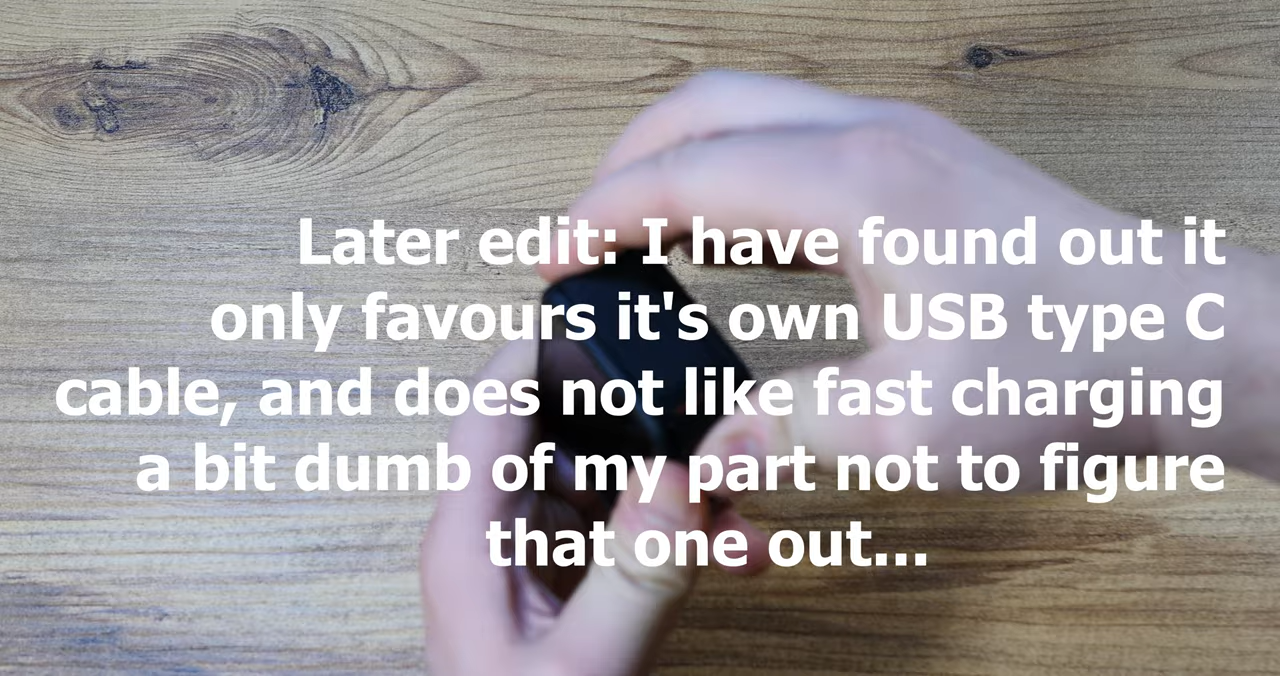 Later edit: I have found out it
only favours it's own USB type C
cable, and does not like fast charging
a bit dumb of my part not to figure
that one out...